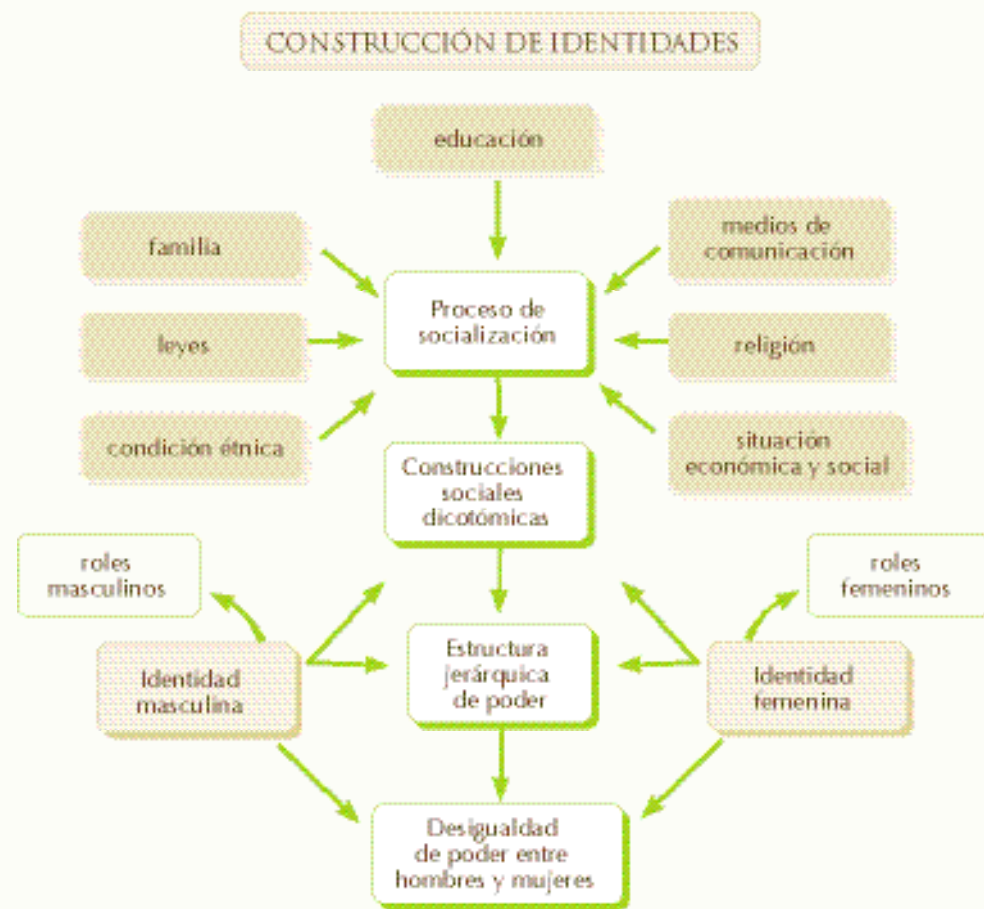 CONSTRUCCIÓN DE IDENTIDADES
educación
familia
medios de
comunicación
Proceso de
socialización
leyes
religión
condición étnica
situación
económica y social
Construcciones
sociales
dicotómicas
roles
masculinos
roles
femeninos
Identidad
masculina
Estructura
jerárquica
de poder
Identidad
femenina
Desigualdad
de poder entre
hombres y mujeres